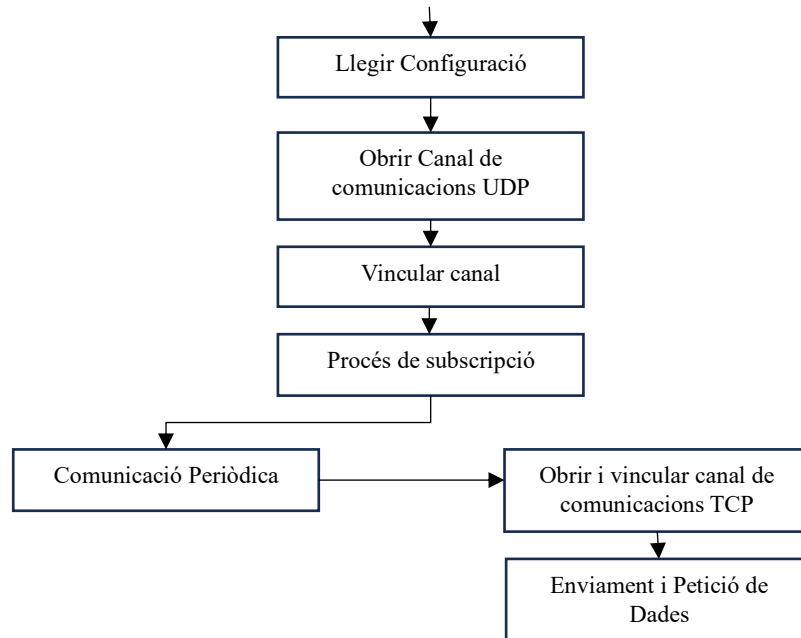 Llegir Configuració
Obrir Canal de
comunicacions UDP
Vincular canal
Procés de subscripció
Comunicació Periòdica
Obrir i vincular canal de
comunicacions TCP
Enviament i Petició de
Dades